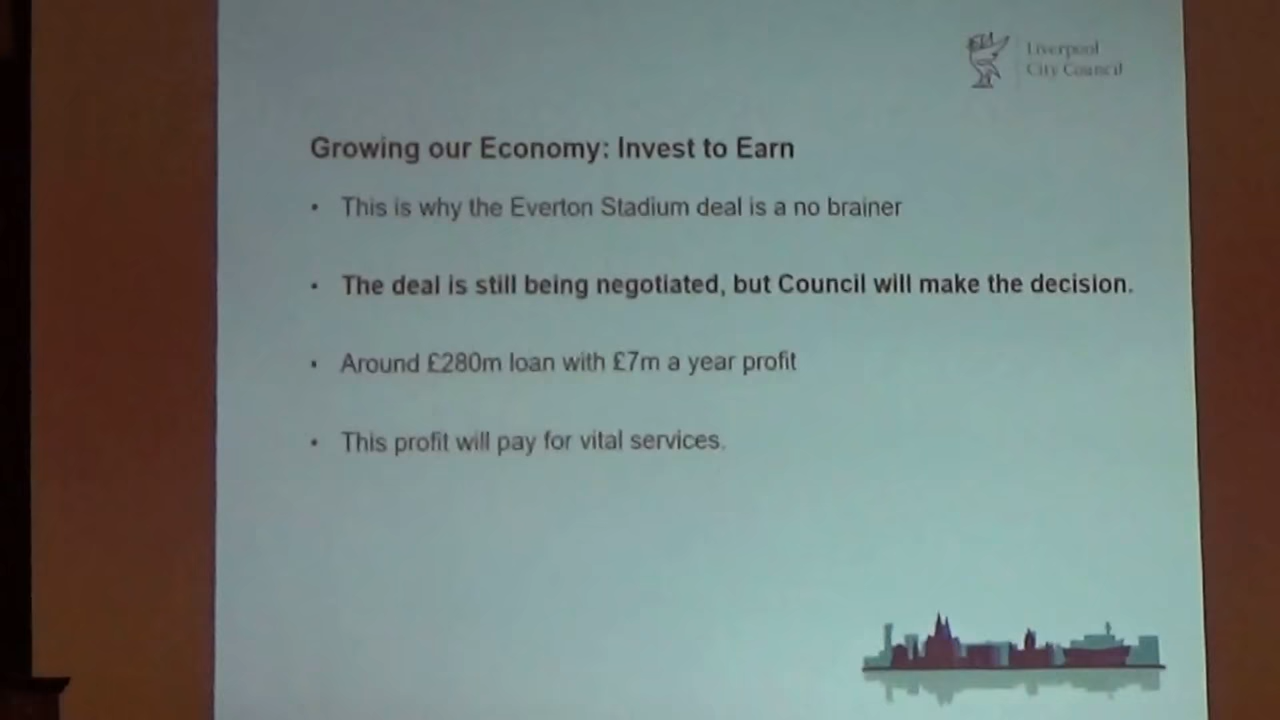 Liverpool
City Council
Growing our Economy: Invest to Earn
• This is why the Everton Stadium deal is a no brainer
• The deal is still being negotiated, but Council will make the decision.
• Around £280m loan with £7m a year profit
• This profit will pay for vital services.